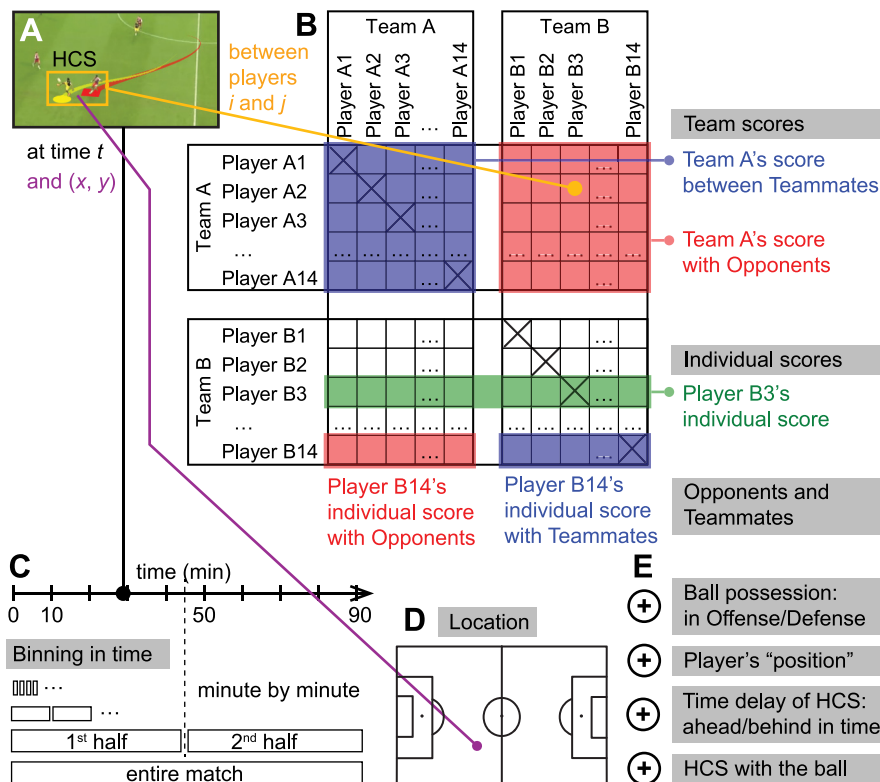 A
HCS
between
players
i and j
at time t
and (x, y)
B
Team A
Team B
Player A1
Player A2
Player A3
...
Player A14
Player B1
Player B2
Player B3
...
Player B14
Team A
Player A1
...
...
Player A2
...
...
Player A3
...
...
...
... ... ... ... ...
... ... ... ... ...
Player A14
...
...
Team B
Player B1
...
...
Player B2
...
...
Player B3
...
...
...
... ... ... ... ...
... ... ... ... ...
Player B14
...
...
Player B14's
individual score
with Opponents
Player B14's
individual score
with Teammates
Team scores
Team A's score
between Teammates
Team A's score
with Opponents
Individual scores
Player B3's
individual score
Opponents and
Teammates
C
time (min)
0 10 50 90
Binning in time
...
minute by minute
...
1st half 2nd half
entire match
D
Location
E
+ Ball possession:
in Offense/Defense
+ Player's “position”
+ Time delay of HCS:
ahead/behind in time
+ HCS with the ball